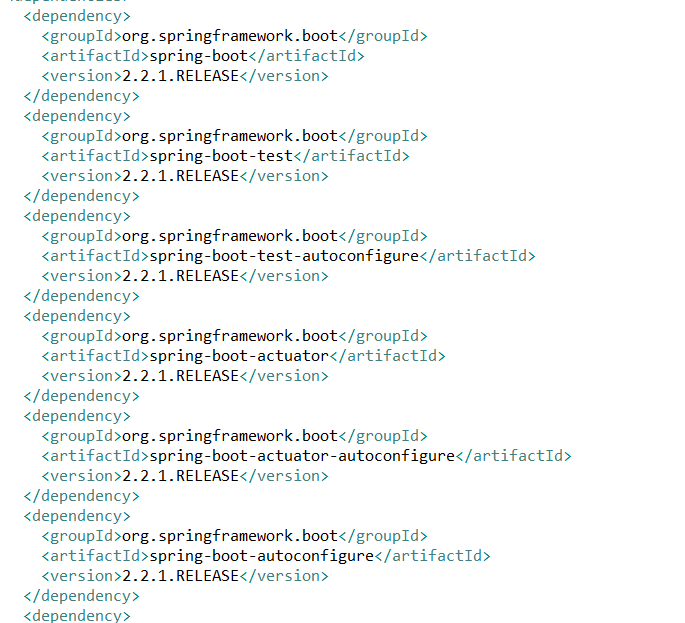 <dependency>
<groupId>org.springframework.boot</groupId>
<artifactId>spring-boot</artifactId>
<version>2.2.1.RELEASE</version>
</dependency>
<dependency>
<groupId>org.springframework.boot</groupId>
<artifactId>spring-boot-test</artifactId>
<version>2.2.1.RELEASE</version>
</dependency>
<dependency>
<groupId>org.springframework.boot</groupId>
<artifactId>spring-boot-test-autoconfigure</artifactId>
<version>2.2.1.RELEASE</version>
</dependency>
<dependency>
<groupId>org.springframework.boot</groupId>
<artifactId>spring-boot-actuator</artifactId>
<version>2.2.1.RELEASE</version>
</dependency>
<dependency>
<groupId>org.springframework.boot</groupId>
<artifactId>spring-boot-actuator-autoconfigure</artifactId>
<version>2.2.1.RELEASE</version>
</dependency>
<dependency>
<groupId>org.springframework.boot</groupId>
<artifactId>spring-boot-autoconfigure</artifactId>
<version>2.2.1.RELEASE</version>
</dependency>
<dependency>